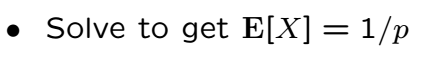 • Solve to get E[X] = 1/p